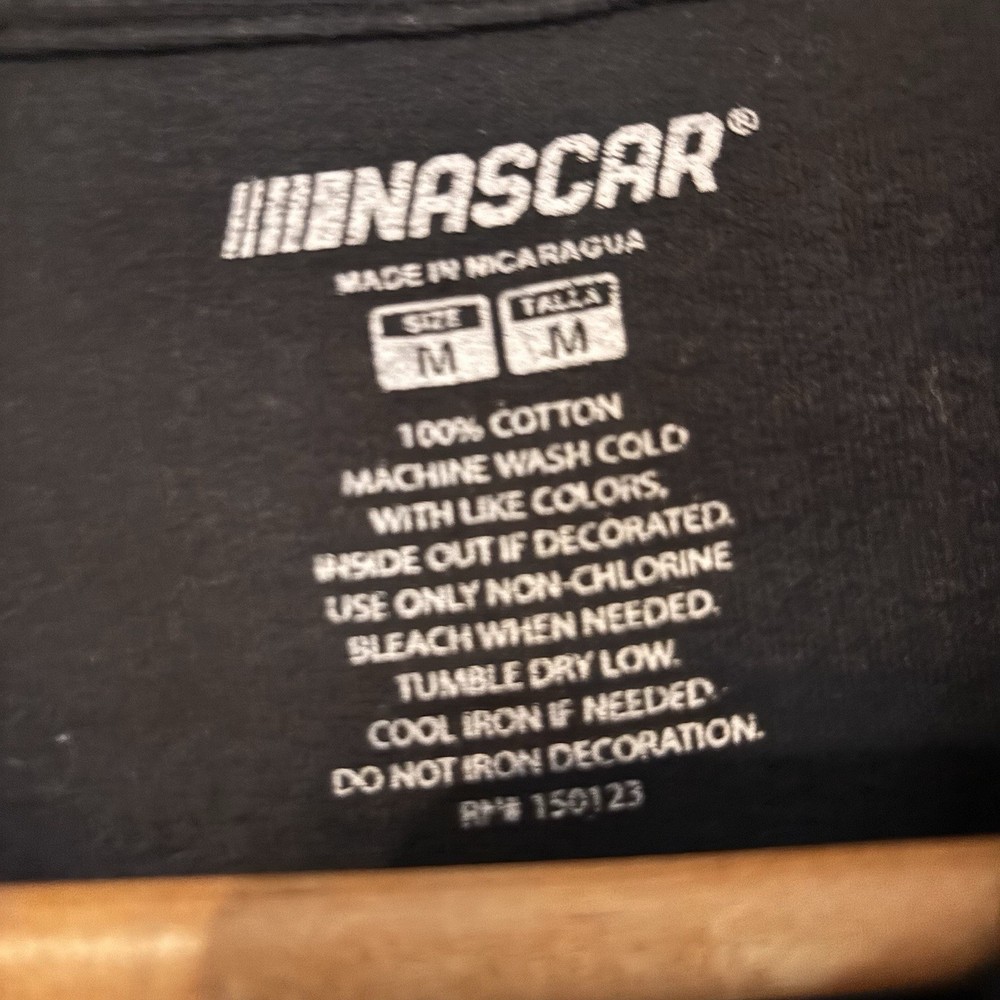 NASCAR®
MADE IN NICARAGUA
SIZE TALLA
M M
100% COTTON
MACHINE WASH COLD
WITH LIKE COLORS,
INSIDE OUT IF DECORATED.
USE ONLY NON-CHLORINE
BLEACH WHEN NEEDED.
TUMBLE DRY LOW.
COOL IRON IF NEEDED.
DO NOT IRON DECORATION.
RN# 150123